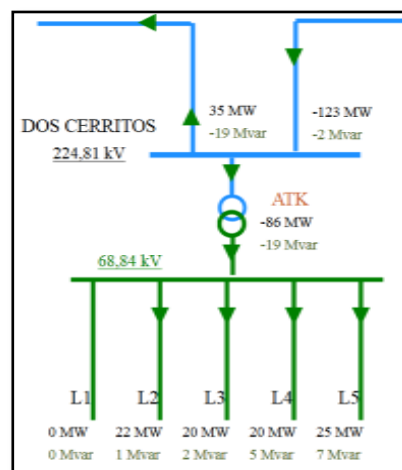 35 MW
-19 Mvar
-123 MW
-2 Mvar
DOS CERRITOS
224,81 kV
ATK
-86 MW
-19 Mvar
68,84 kV
L1 L2 L3 L4 L5
0 MW 22 MW 20 MW 20 MW 25 MW
0 Mvar 1 Mvar 2 Mvar 5 Mvar 7 Mvar